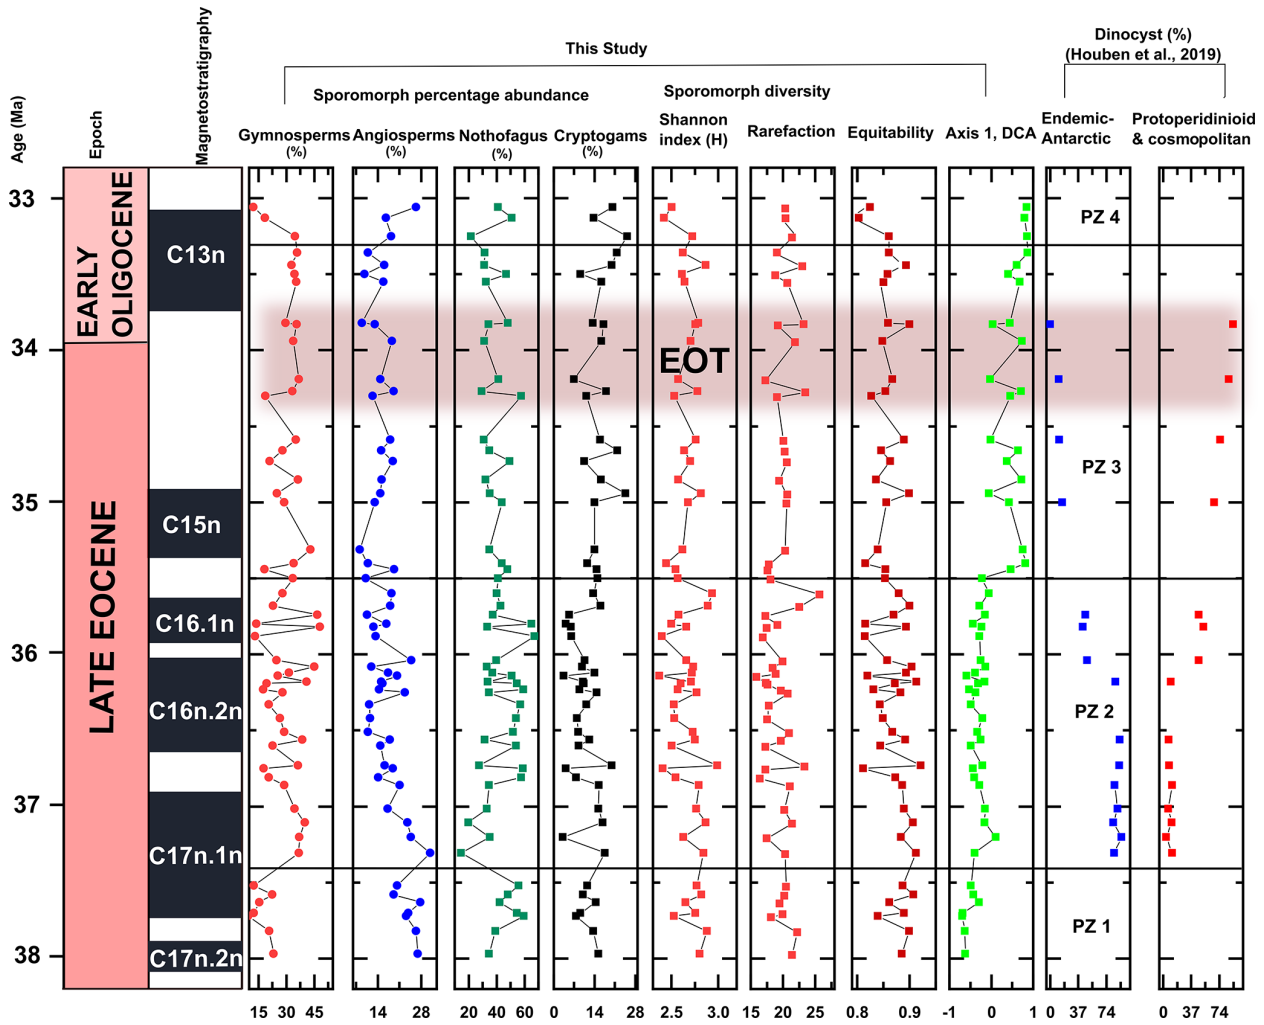 This Study
Dinocyst (%)
(Houben et al., 2019)
Sporomorph percentage abundance
Sporomorph diversity
Age (Ma)
Epoch
Magnetostratigraphy
Gymnosperms
(%)
Angiosperms
(%)
Nothofagus
(%)
Cryptogams
(%)
Shannon
index (H)
Rarefaction
Equitability
Axis 1, DCA
Endemic-
Antarctic
Protoperidinioid
& cosmopolitan
33
34
35
36
37
38
EARLY
OLIGOCENE
LATE EOCENE
C13n
C15n
C16.1n
C16n.2n
C17n.1n
C17n.2n
EOT
PZ 4
PZ 3
PZ 2
PZ 1
15 30 45
14 28
20 40 60
0 14 28
2.5 3.0
15 20 25
0.8 0.9
-1 0 1
0 37 74
0 37 74